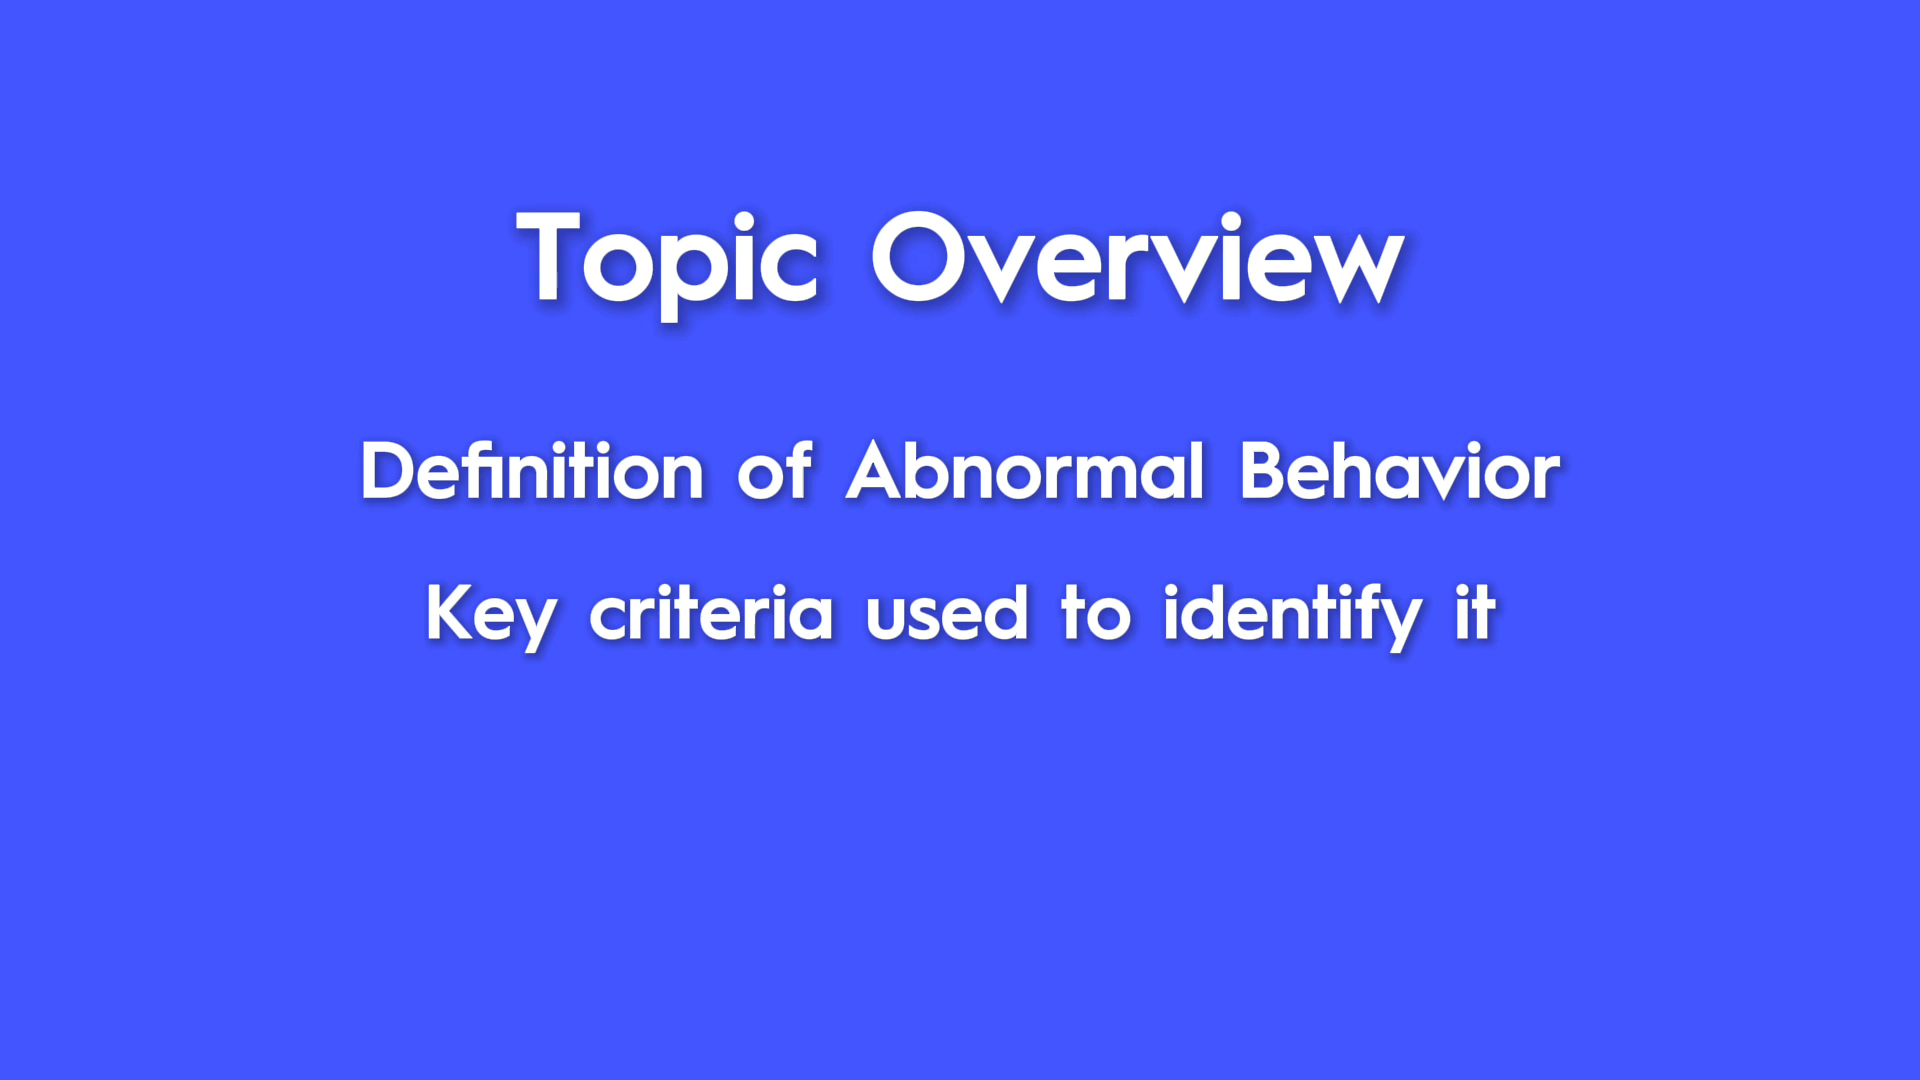 Topic Overview
Definition of Abnormal Behavior
Key criteria used to identify it